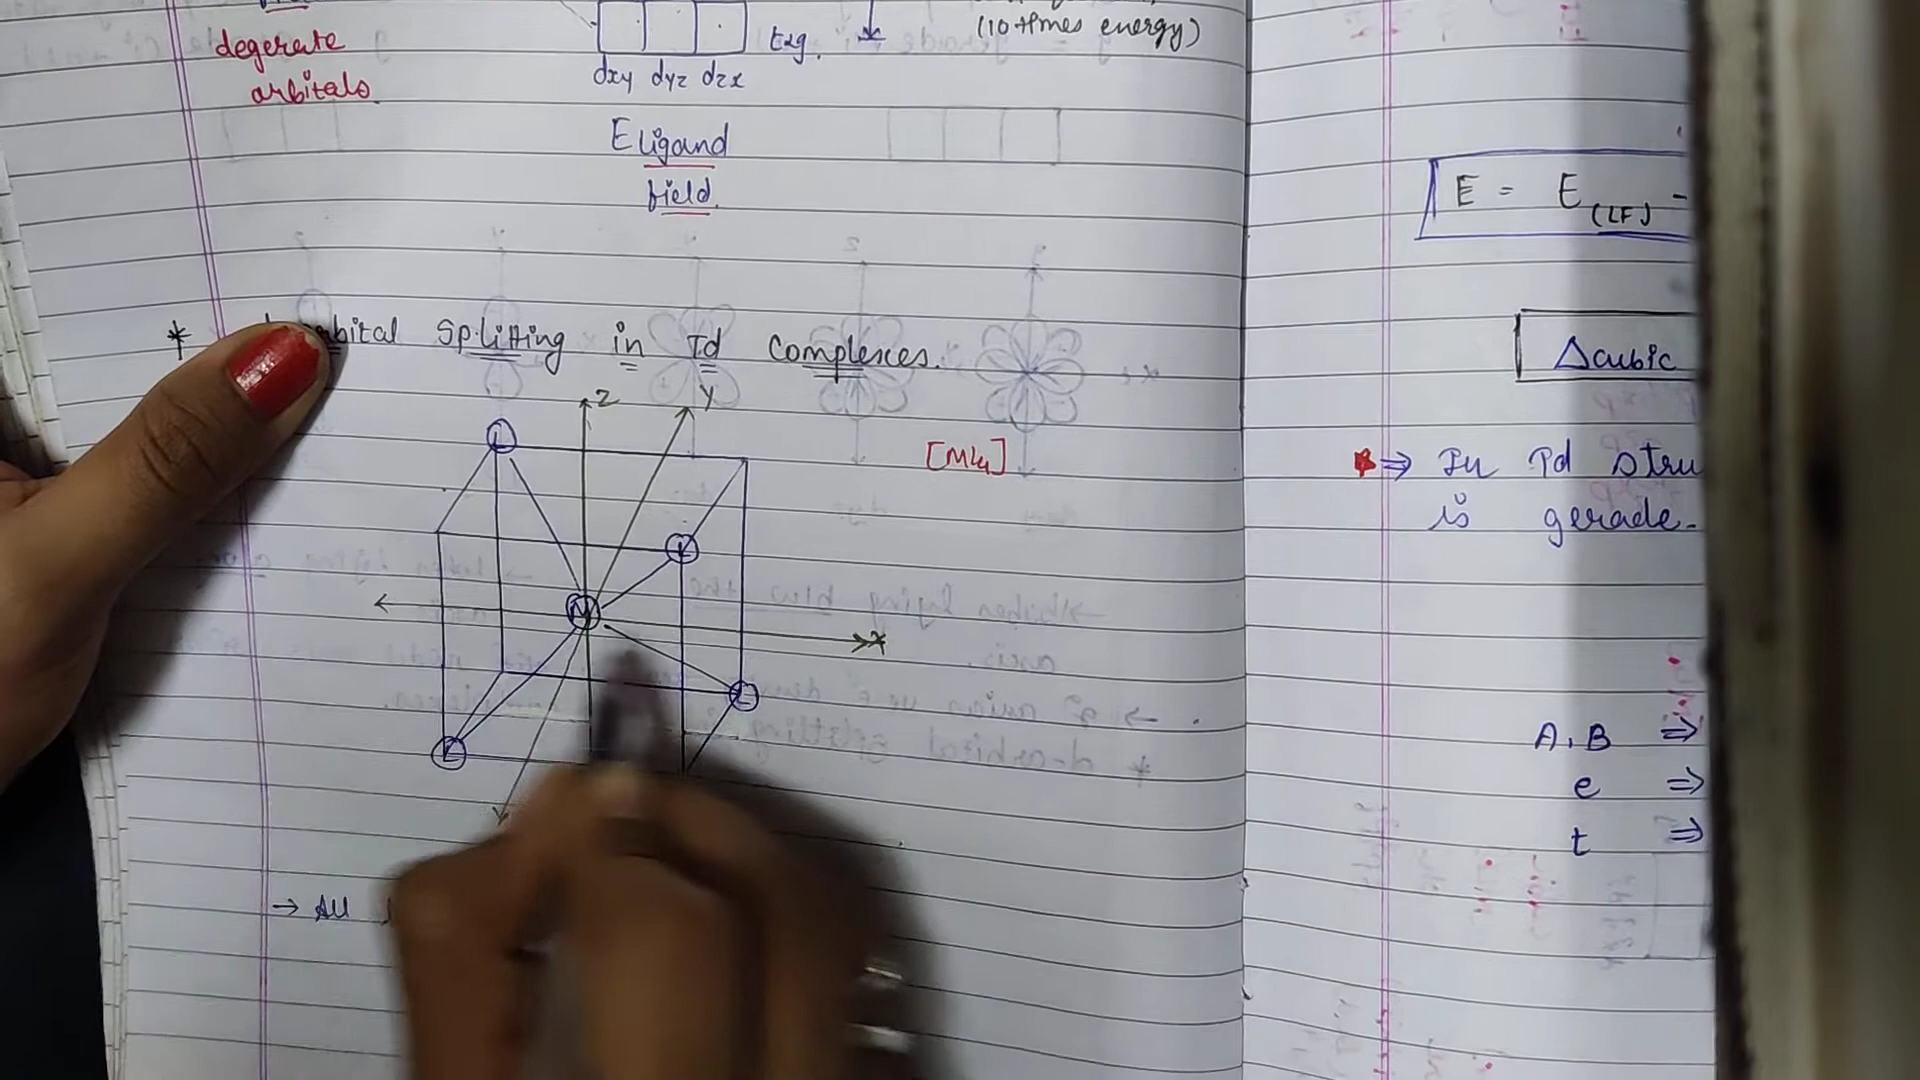 (10 times energy)
t2g.
degerate
orbitals.
dxy dyz dzx
E ligand
field.
* orbital splitting in Td complexes.
Z
Y
[ML4]
L
L
M
X
L
L
→ All
E = E(LF) -
Δcubic
⇒ In Td stru
is gerade.
A, B ⇒
e ⇒
t ⇒